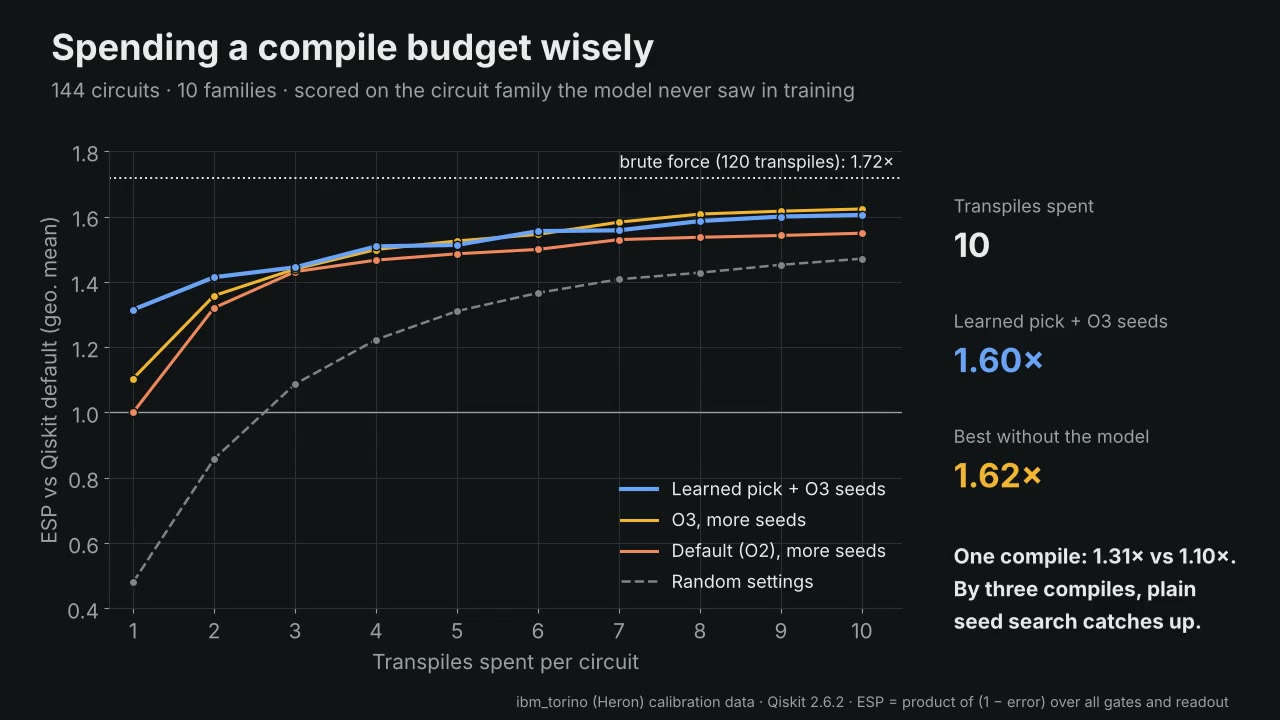 Spending a compile budget wisely
144 circuits · 10 families · scored on the circuit family the model never saw in training
brute force (120 transpiles): 1.72×
1.8
1.6
1.4
1.2
1.0
0.8
0.6
0.4
ESP vs Qiskit default (geo. mean)
Learned pick + O3 seeds
O3, more seeds
Default (O2), more seeds
Random settings
1 2 3 4 5 6 7 8 9 10
Transpiles spent per circuit
Transpiles spent
10
Learned pick + O3 seeds
1.60×
Best without the model
1.62×
One compile: 1.31× vs 1.10×.
By three compiles, plain
seed search catches up.
ibm_torino (Heron) calibration data · Qiskit 2.6.2 · ESP = product of (1 − error) over all gates and readout